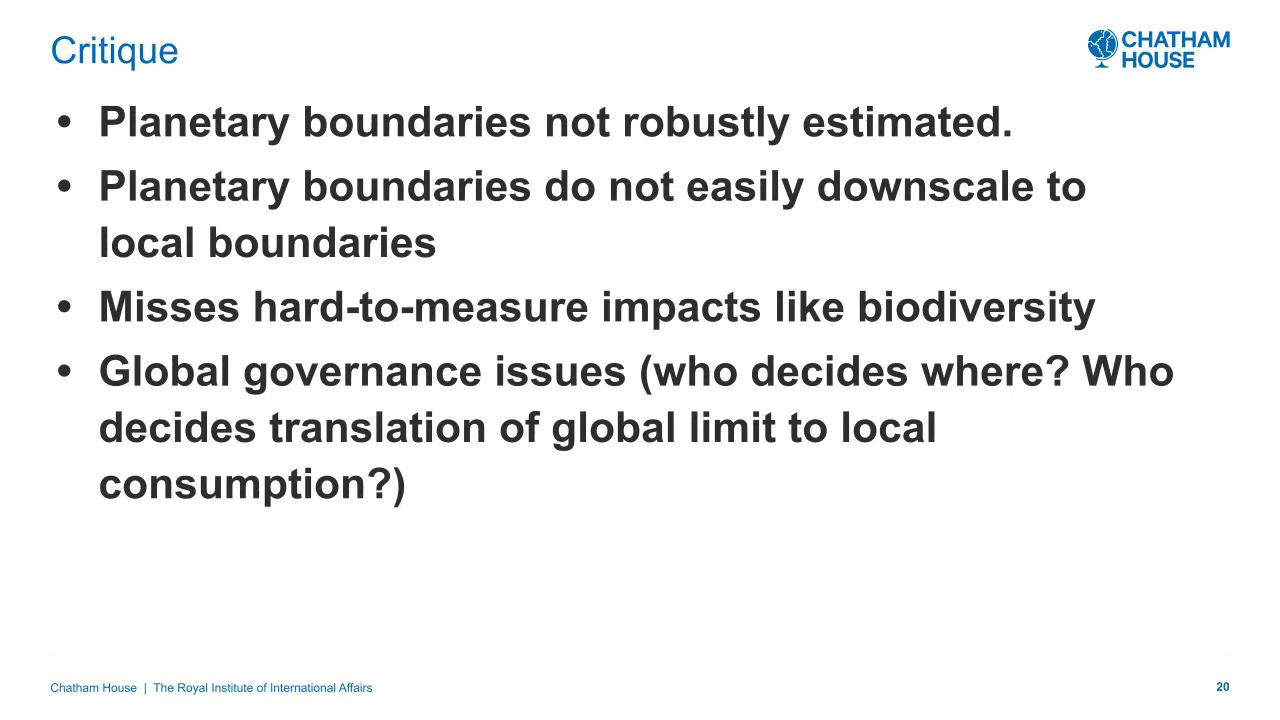 Critique
CHATHAM
HOUSE
• Planetary boundaries not robustly estimated.
• Planetary boundaries do not easily downscale to
local boundaries
• Misses hard-to-measure impacts like biodiversity
• Global governance issues (who decides where? Who
decides translation of global limit to local
consumption?)
Chatham House | The Royal Institute of International Affairs
20